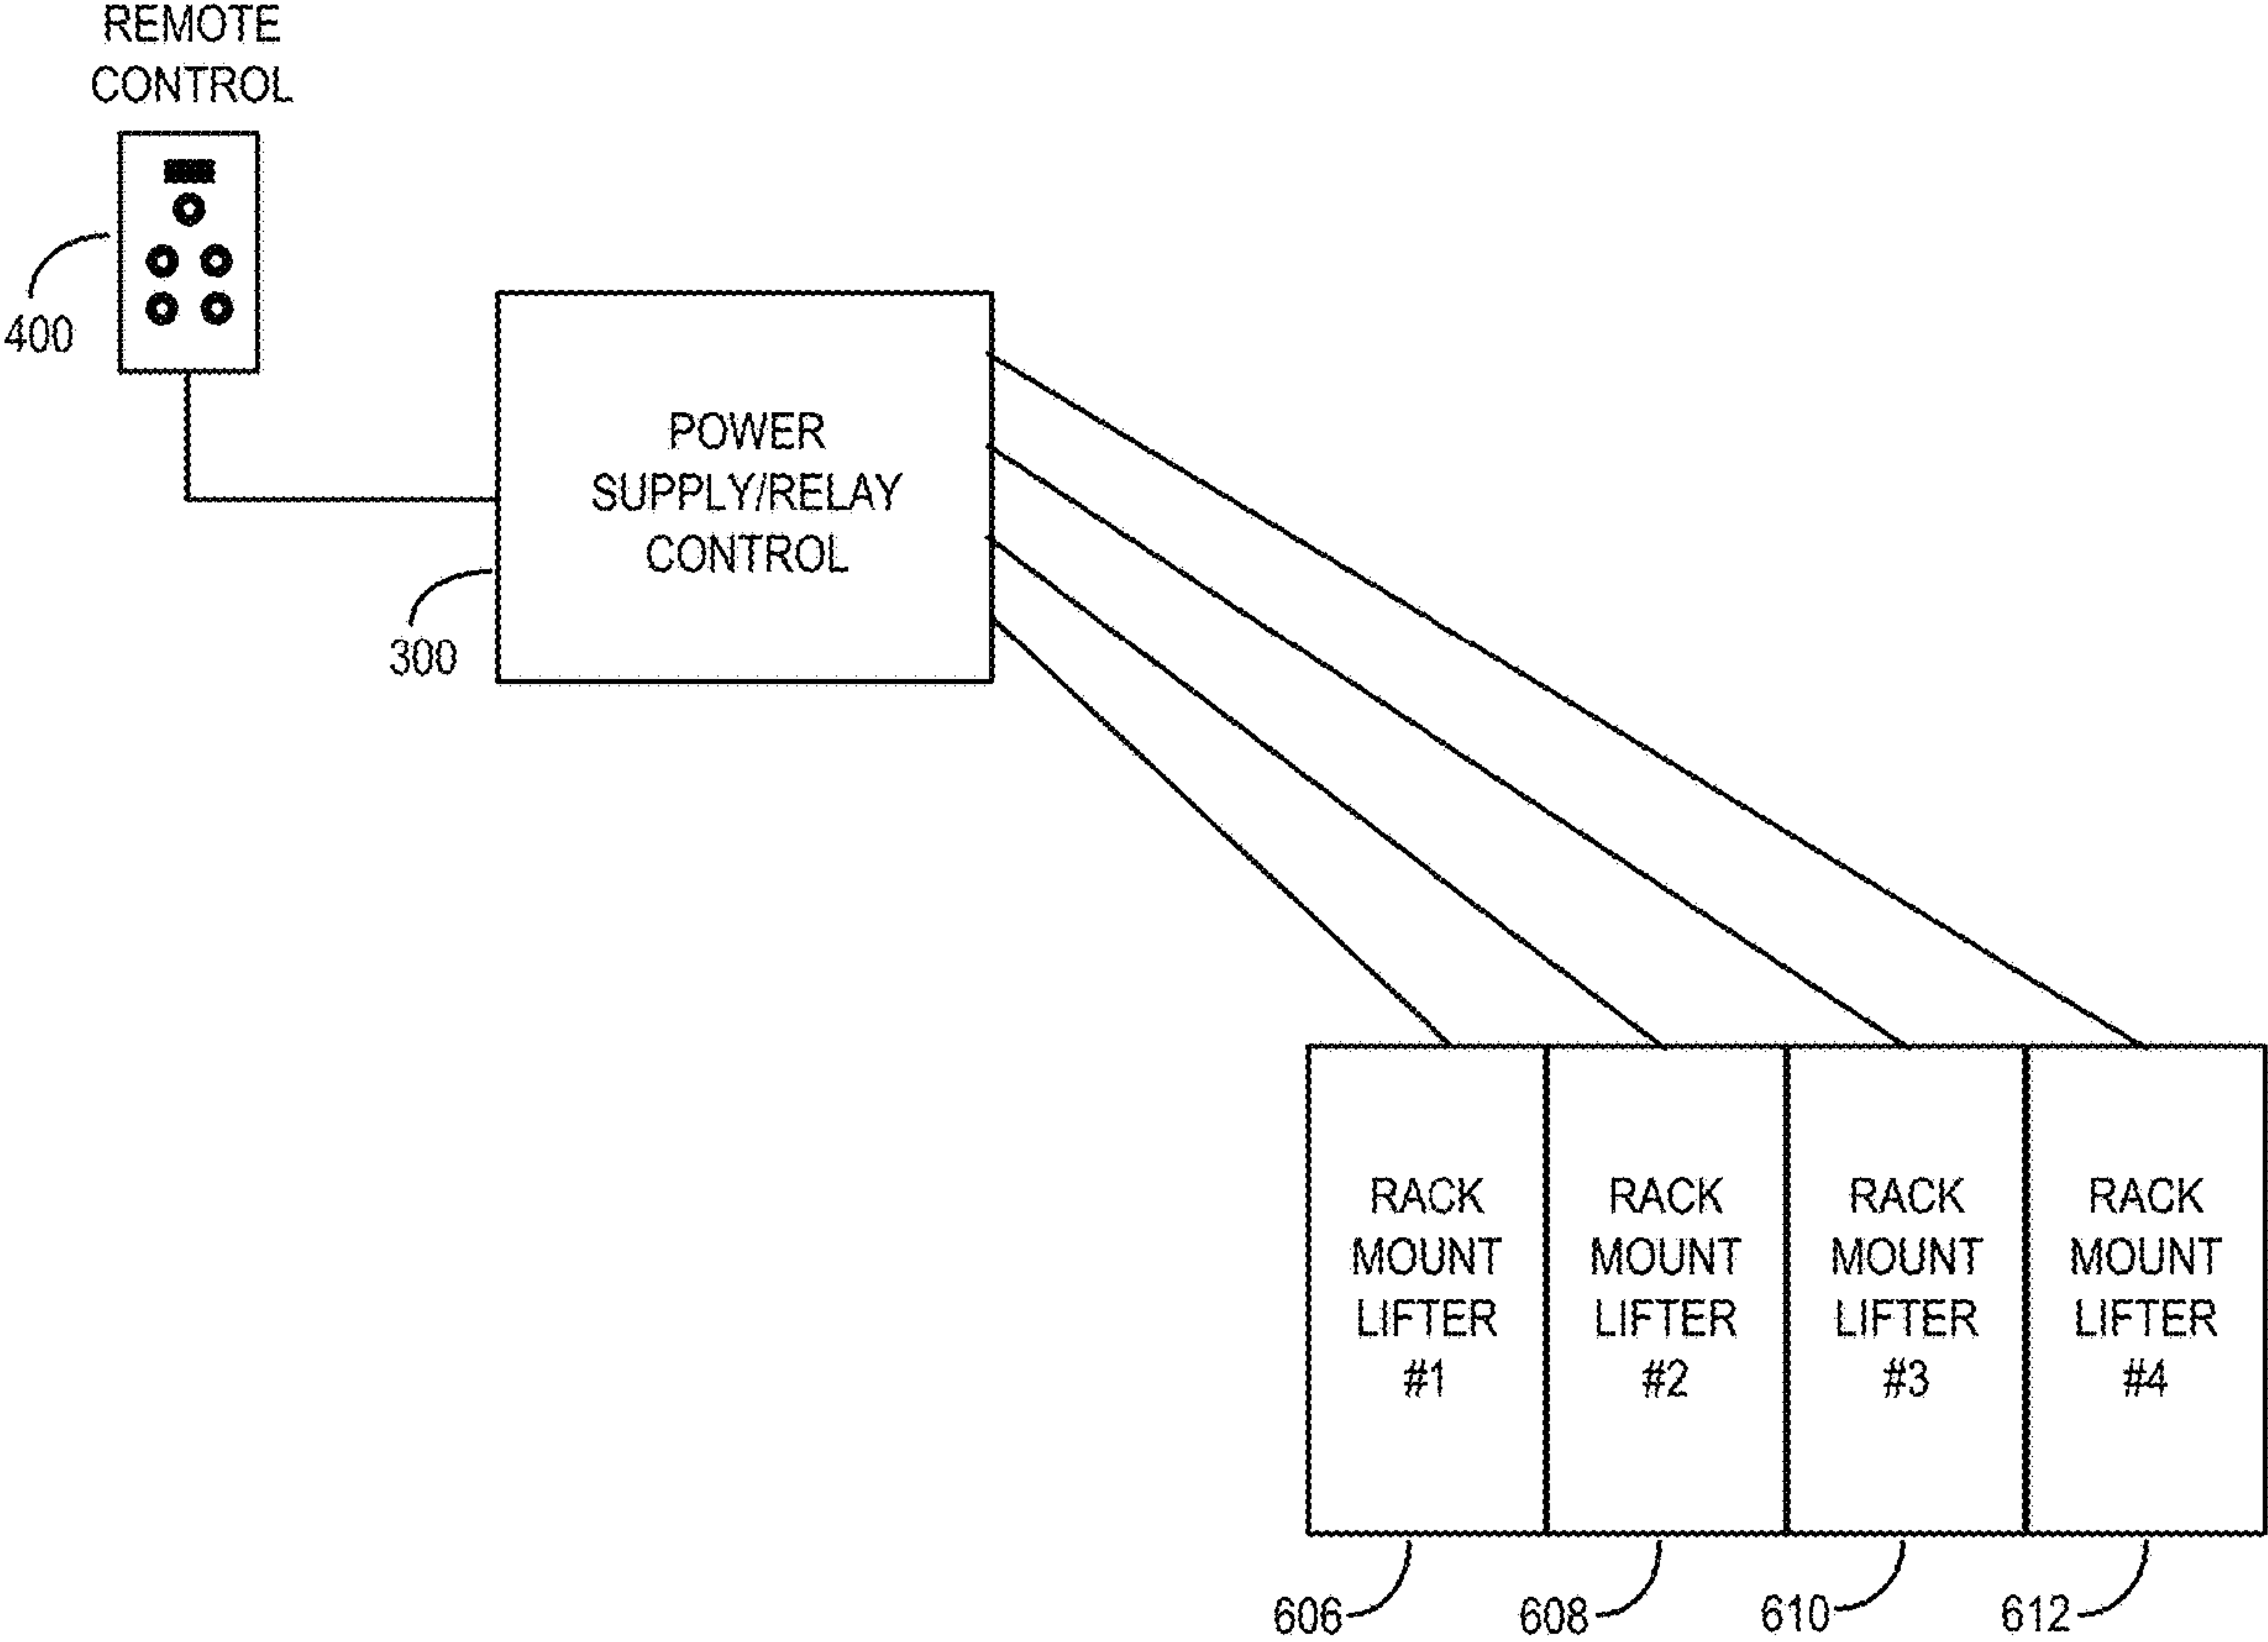 REMOTE
CONTROL
400
POWER
SUPPLY/RELAY
CONTROL
300
RACK
MOUNT
LIFTER
#1
RACK
MOUNT
LIFTER
#2
RACK
MOUNT
LIFTER
#3
RACK
MOUNT
LIFTER
#4
606
608
610
612